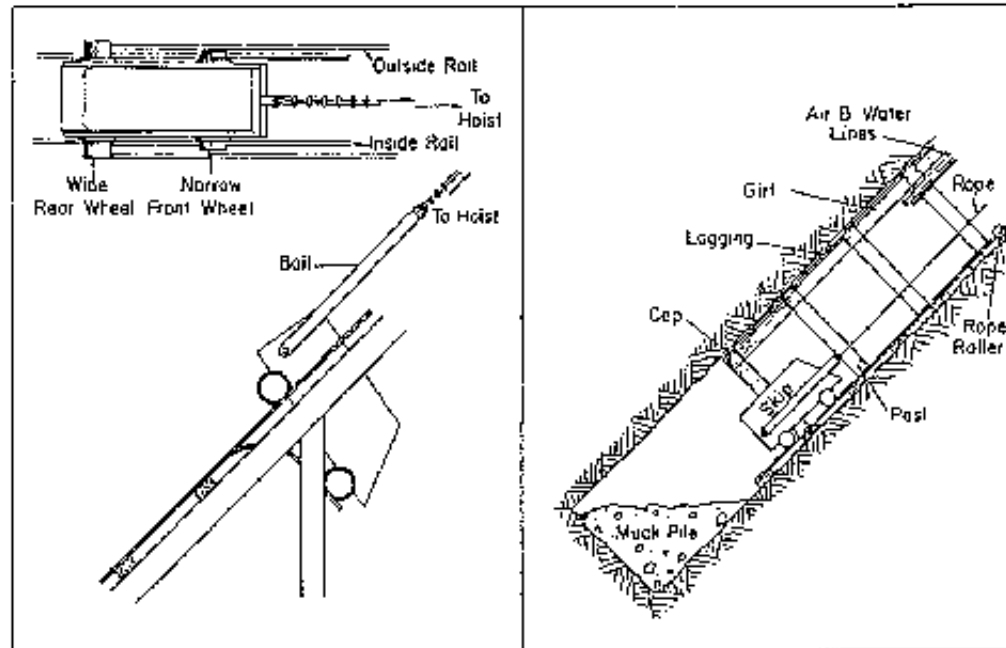 Outside Rail
To
Hoist
Inside Rail
Wide
Rear Wheel
Narrow
Front Wheel
To Hoist
Bail
Air & Water
Lines
Girt
Rope
Lagging
Cap
Rope
Roller
Skip
Post
Muck Pile